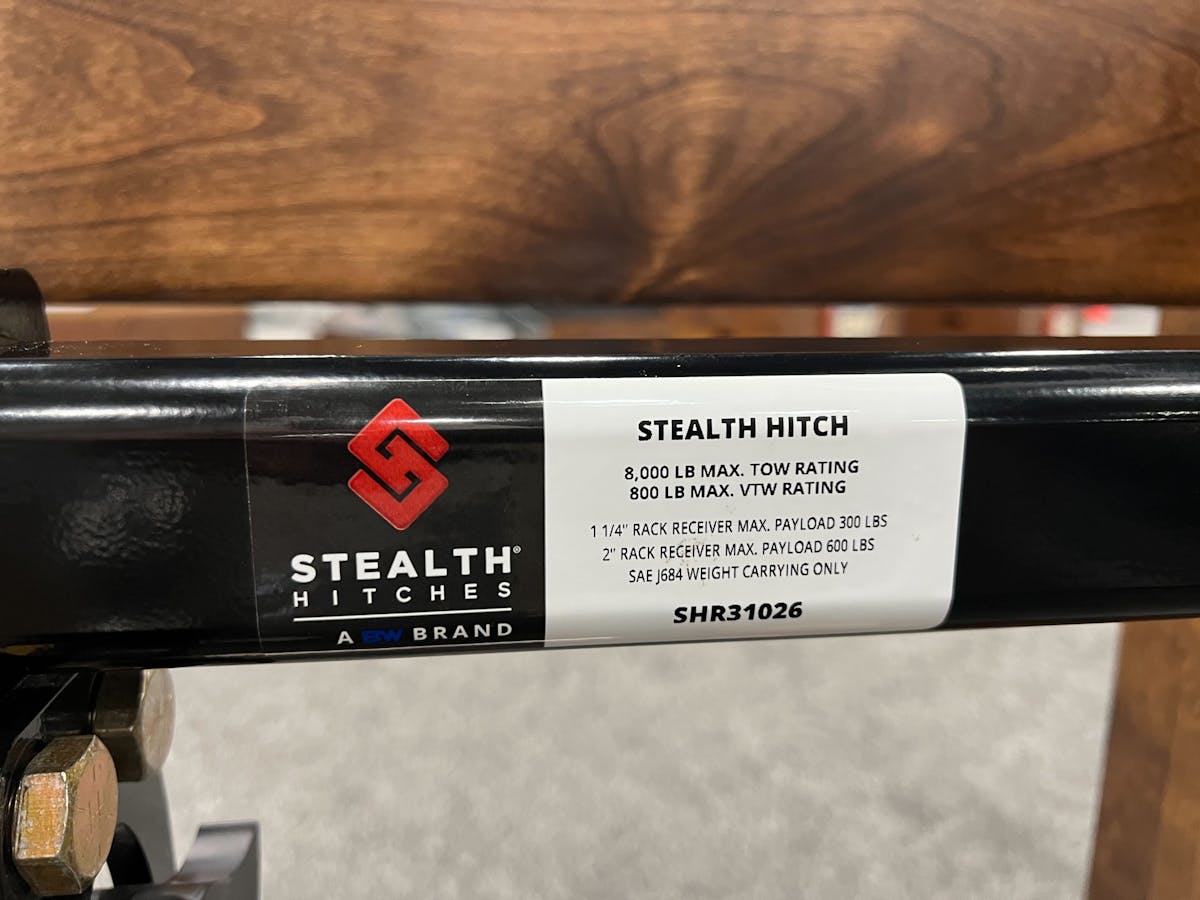 STEALTH®
HITCHES
A BW BRAND
STEALTH HITCH
8,000 LB MAX. TOW RATING
800 LB MAX. VTW RATING
1 1/4" RACK RECEIVER MAX. PAYLOAD 300 LBS
2" RACK RECEIVER MAX. PAYLOAD 600 LBS
SAE J684 WEIGHT CARRYING ONLY
SHR31026